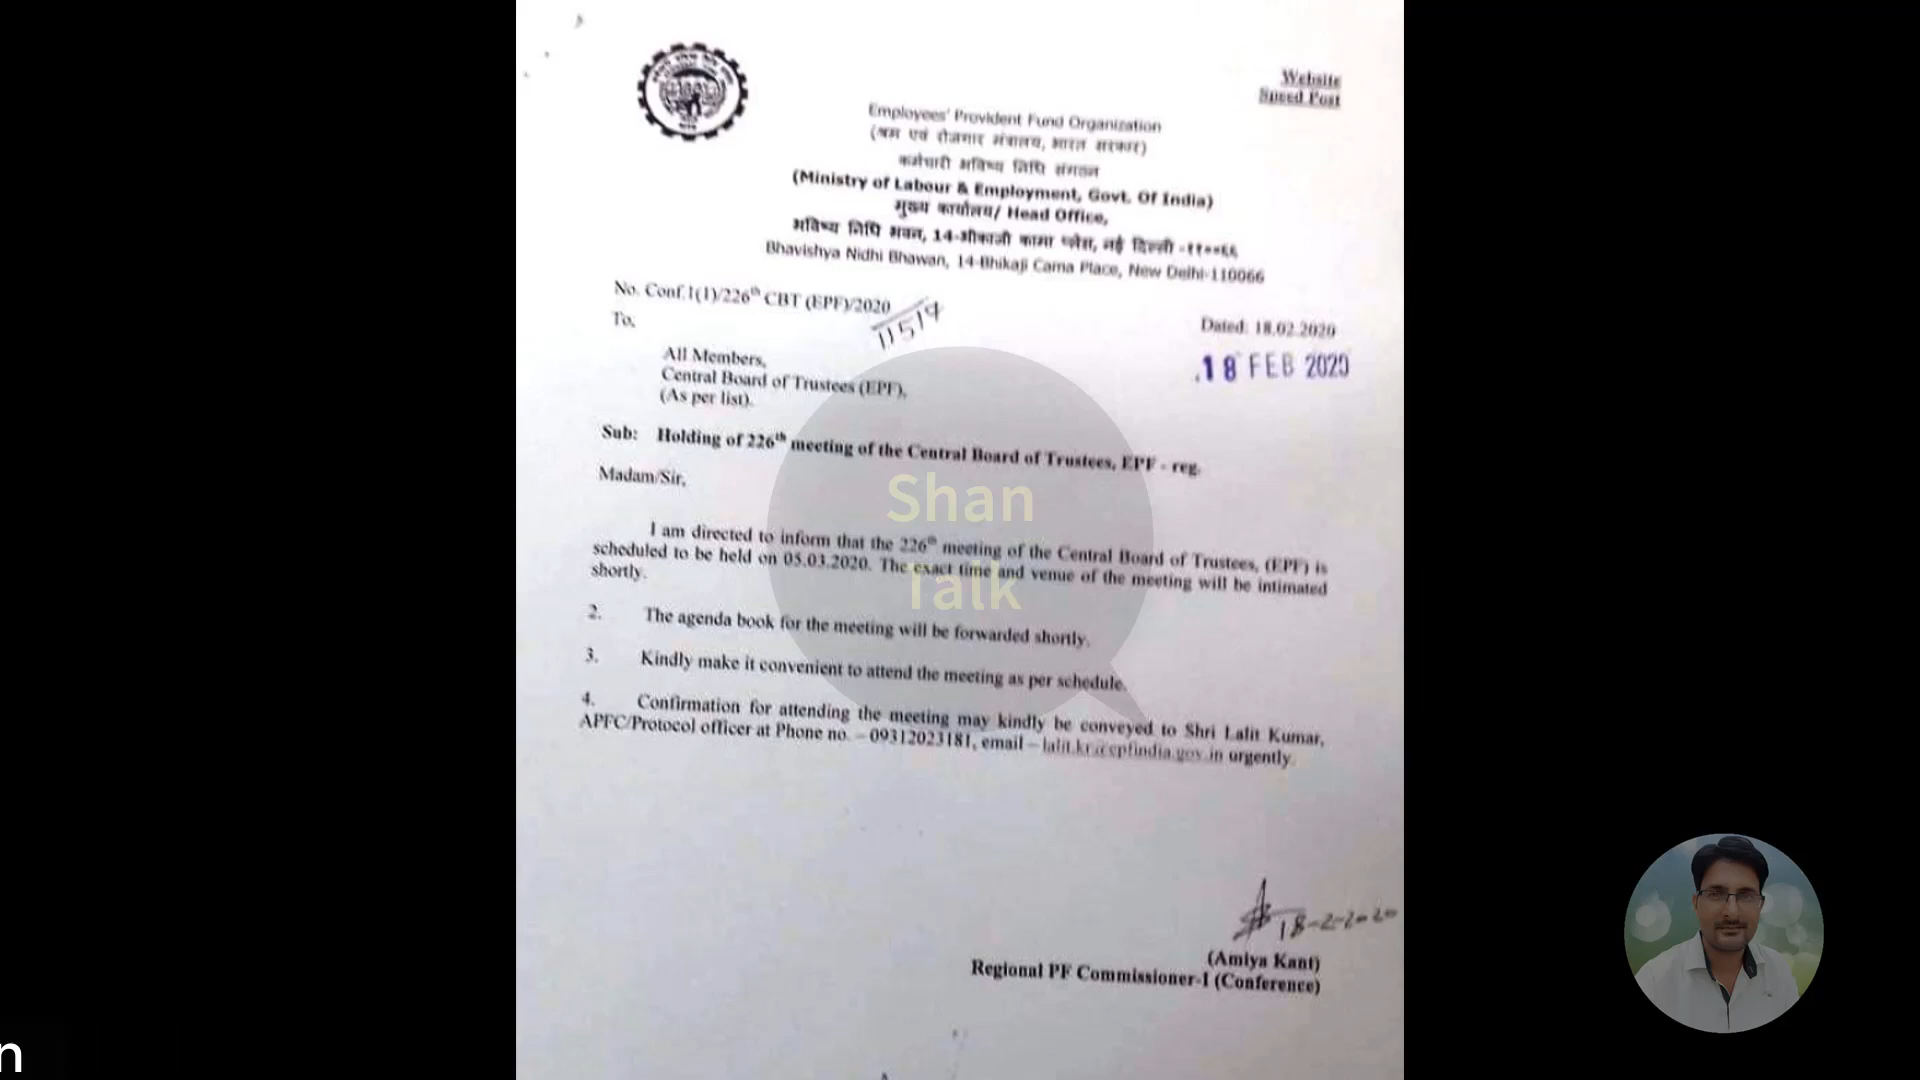 Website
Speed Post
Employees' Provident Fund Organization
(श्रम एवं रोजगार मंत्रालय, भारत सरकार)
कर्मचारी भविष्य निधि संगठन
(Ministry of Labour & Employment, Govt. Of India)
मुख्य कार्यालय/ Head Office,
भविष्य निधि भवन, 14-भीकाजी कामा प्लेस, नई दिल्ली -११००६६
Bhavishya Nidhi Bhawan, 14-Bhikaji Cama Place, New Delhi-110066
No. Conf.1(1)/226th CBT (EPF)/2020
Dated: 18.02.2020
To,
18 FEB 2020
All Members,
Central Board of Trustees (EPF),
(As per list).
Sub: Holding of 226th meeting of the Central Board of Trustees, EPF - reg.
Madam/Sir,
Shan
Talk
I am directed to inform that the 226th meeting of the Central Board of Trustees, (EPF) is
scheduled to be held on 05.03.2020. The exact time and venue of the meeting will be intimated
shortly.
2. The agenda book for the meeting will be forwarded shortly.
3. Kindly make it convenient to attend the meeting as per schedule.
4. Confirmation for attending the meeting may kindly be conveyed to Shri Lalit Kumar,
APFC/Protocol officer at Phone no. – 09312023181, email – lalit.kr@epfindia.gov.in urgently.
18-2-2020
(Amiya Kant)
Regional PF Commissioner-I (Conference)
n